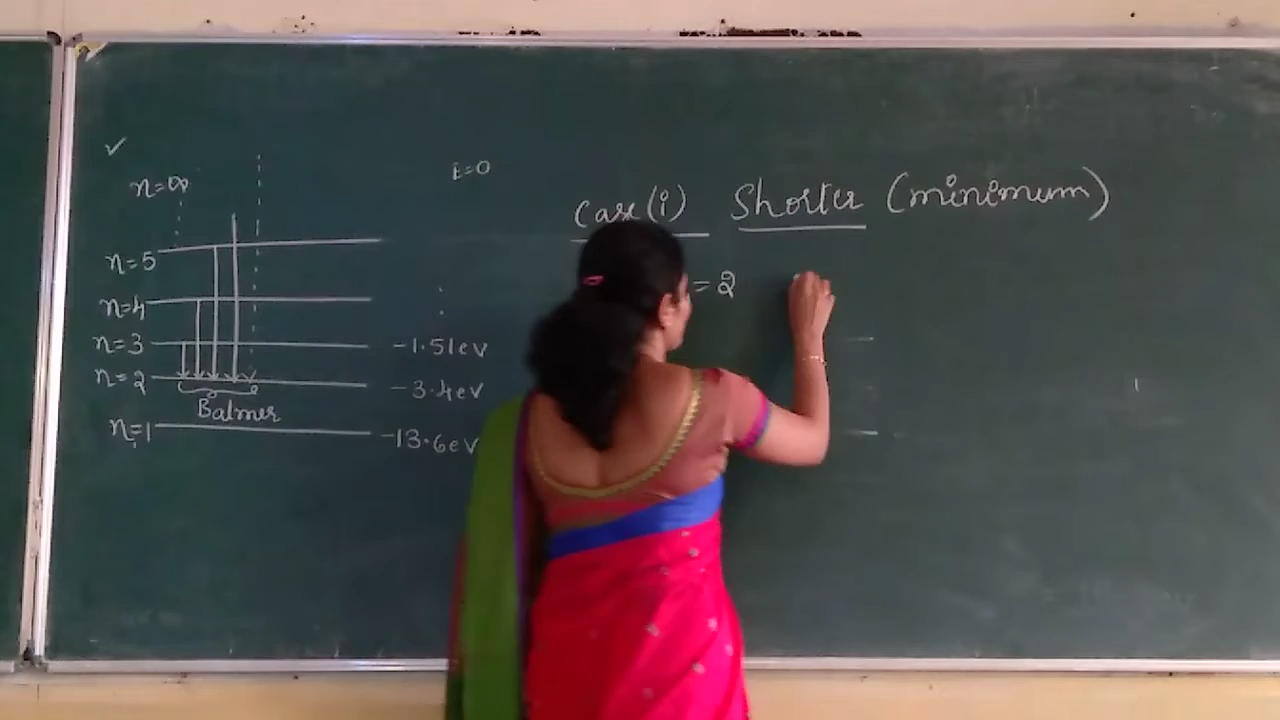 ✓
n=∞ E=0
n=5
n=4
n=3 -1.51ev
n=2 -3.4ev
Balmer
n=1 -13.6ev
Case(i) Shorter (minimum)
=2